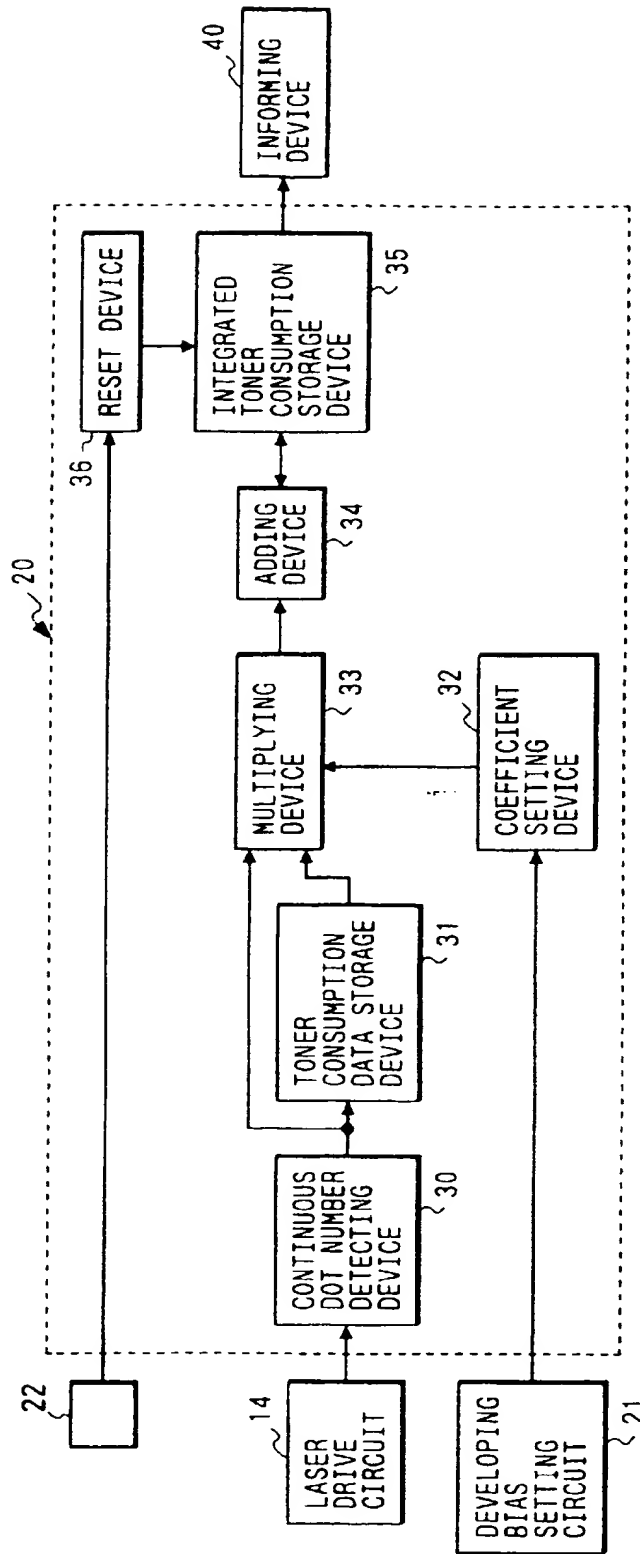 20
22
36
RESET DEVICE
14
LASER
DRIVE
CIRCUIT
CONTINUOUS
DOT NUMBER
DETECTING
DEVICE
30
TONER
CONSUMPTION
DATA STORAGE
DEVICE
31
MULTIPLYING
DEVICE
33
ADDING
DEVICE
34
INTEGRATED
TONER
CONSUMPTION
STORAGE
DEVICE
35
INFORMING
DEVICE
40
DEVELOPING
BIAS
SETTING
CIRCUIT
21
COEFFICIENT
SETTING
DEVICE
32